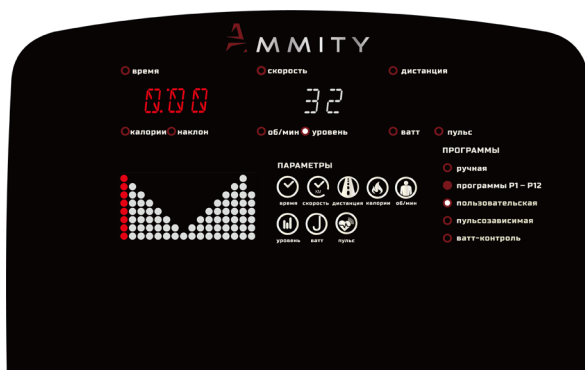 AMMITY
время скорость дистанция
0:00 32
калории наклон об/мин уровень ватт пульс
ПРОГРАММЫ
ПАРАМЕТРЫ
ручная
программы P1 – P12
пользовательская
пульсозависимая
ватт-контроль
время скорость дистанция калории об/мин
уровень ватт пульс